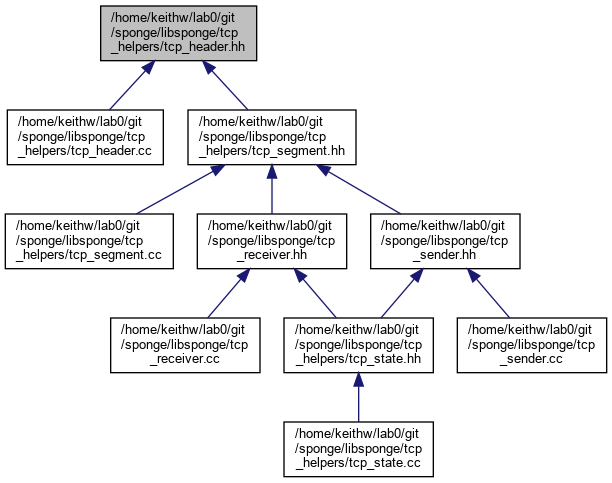 /home/keithw/lab0/git
/sponge/libsponge/tcp
_helpers/tcp_header.hh
/home/keithw/lab0/git
/sponge/libsponge/tcp
_helpers/tcp_header.cc
/home/keithw/lab0/git
/sponge/libsponge/tcp
_helpers/tcp_segment.hh
/home/keithw/lab0/git
/sponge/libsponge/tcp
_helpers/tcp_segment.cc
/home/keithw/lab0/git
/sponge/libsponge/tcp
_receiver.hh
/home/keithw/lab0/git
/sponge/libsponge/tcp
_sender.hh
/home/keithw/lab0/git
/sponge/libsponge/tcp
_receiver.cc
/home/keithw/lab0/git
/sponge/libsponge/tcp
_helpers/tcp_state.hh
/home/keithw/lab0/git
/sponge/libsponge/tcp
_sender.cc
/home/keithw/lab0/git
/sponge/libsponge/tcp
_helpers/tcp_state.cc